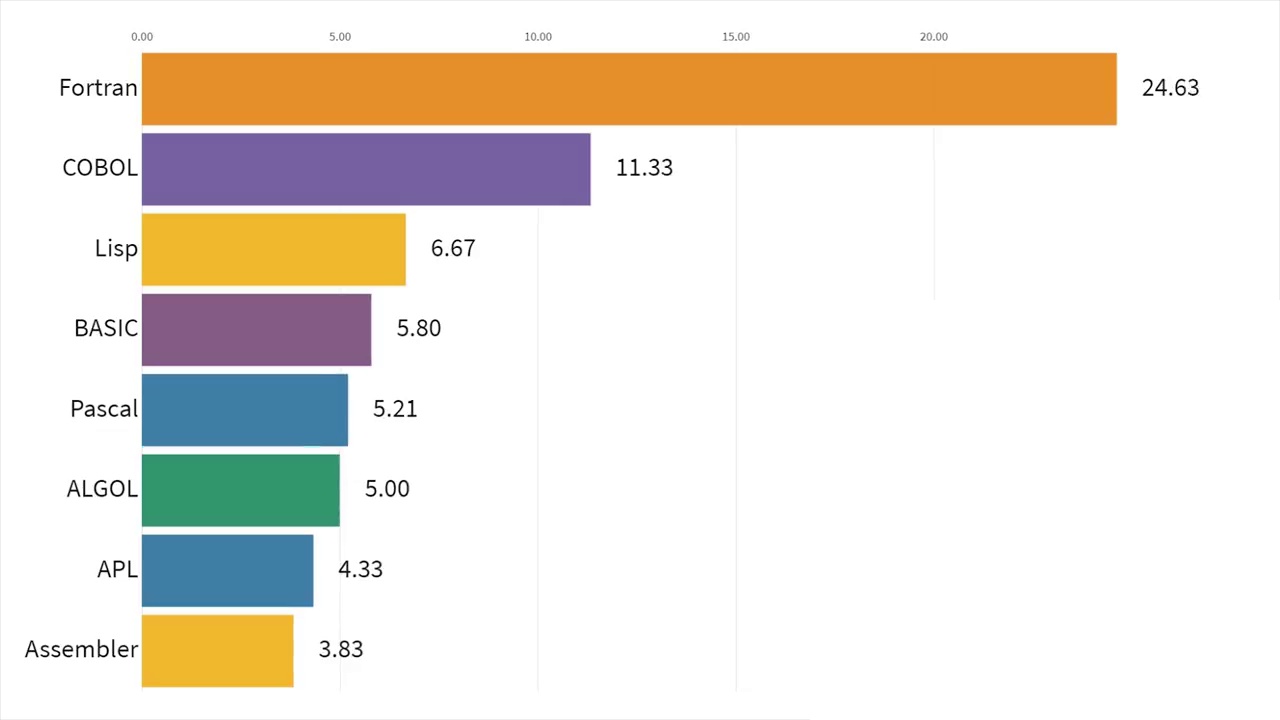 0.00 5.00 10.00 15.00 20.00
Fortran 24.63
COBOL 11.33
Lisp 6.67
BASIC 5.80
Pascal 5.21
ALGOL 5.00
APL 4.33
Assembler 3.83